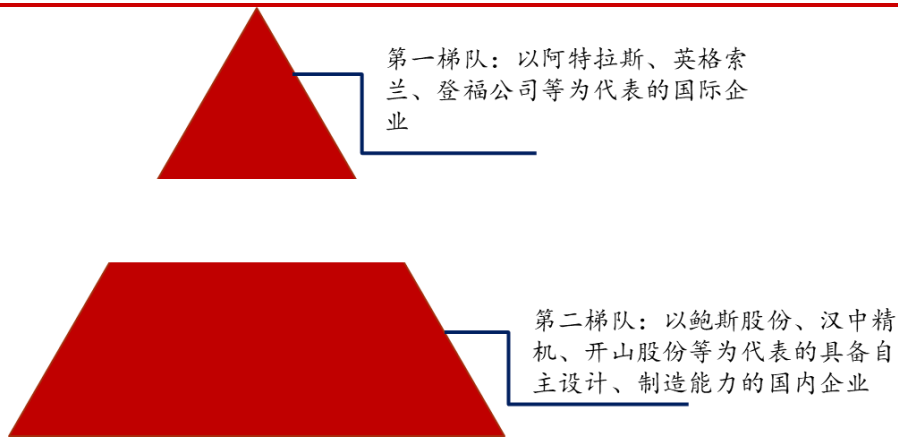 第一梯队：以阿特拉斯、英格索
兰、登福公司等为代表的国际企
业
第二梯队：以鲍斯股份、汉中精
机、开山股份等为代表的具备自
主设计、制造能力的国内企业